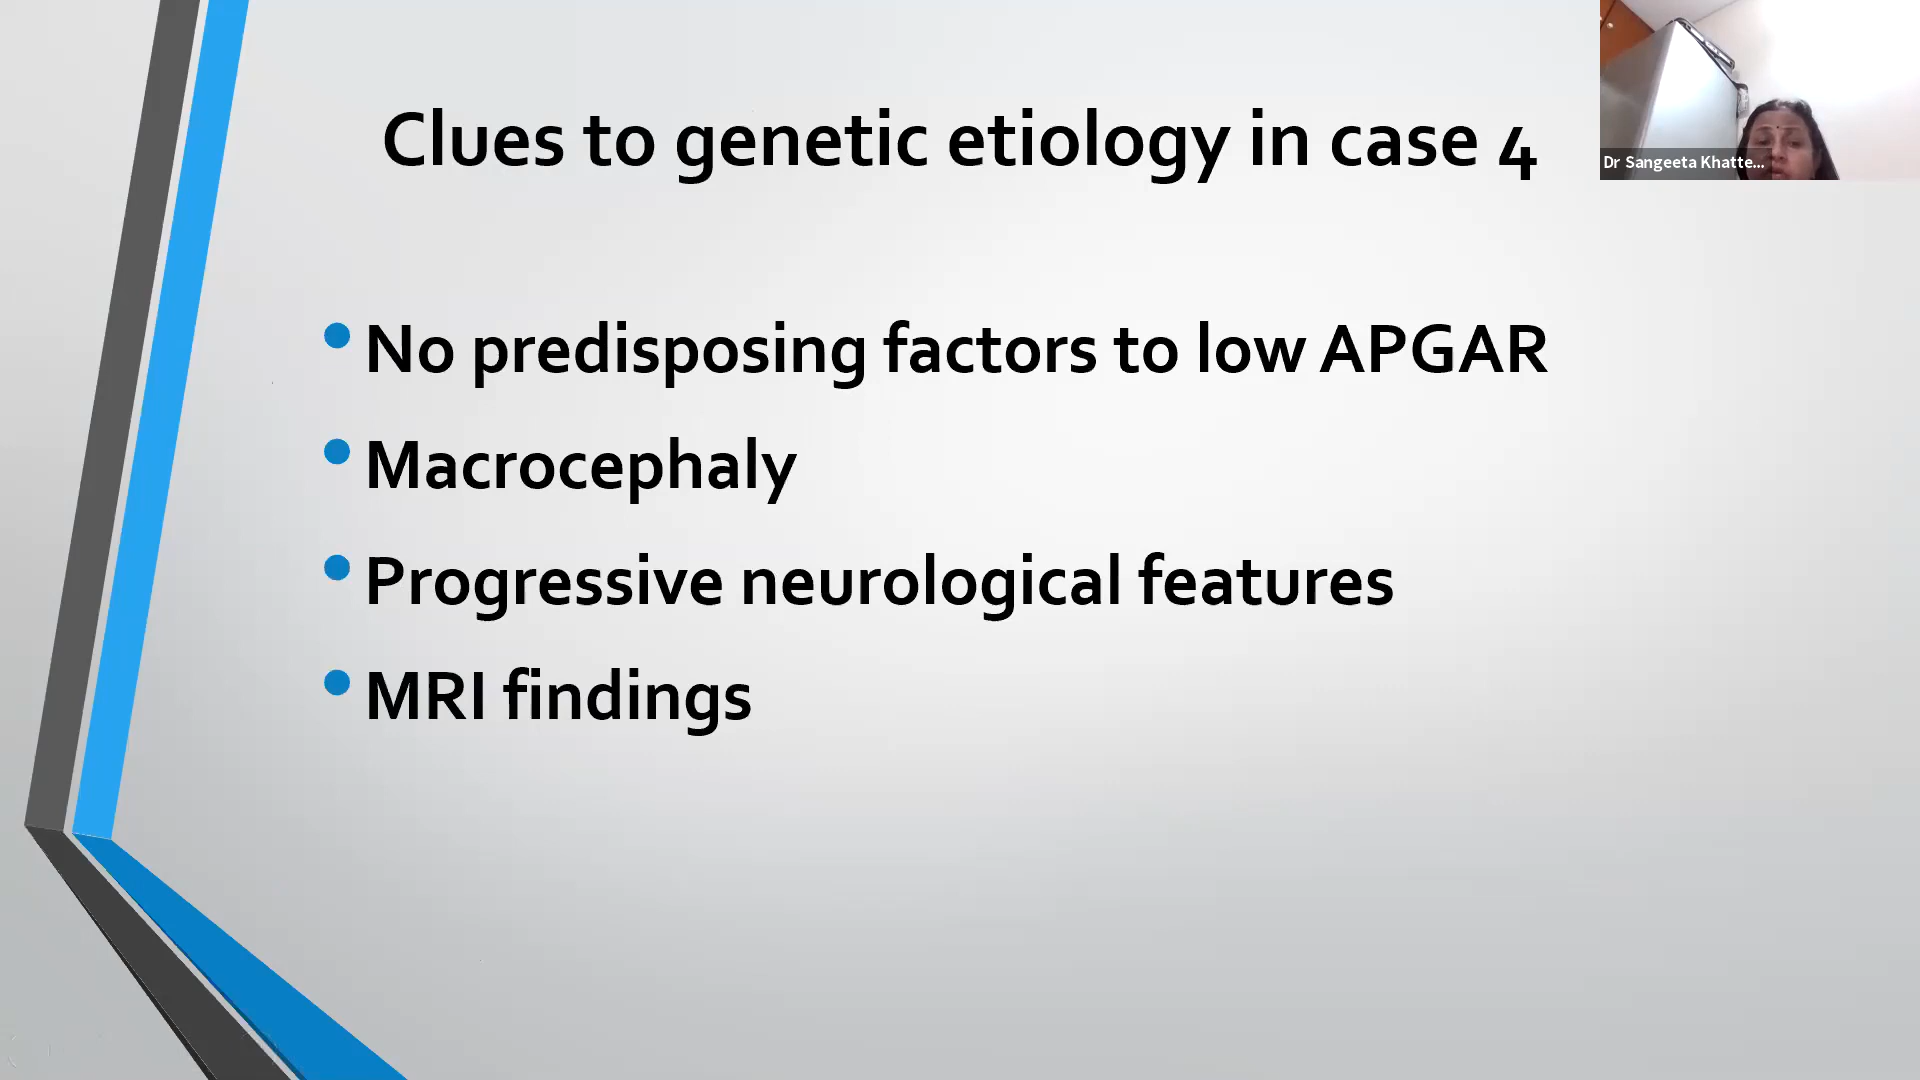 Clues to genetic etiology in case 4
Dr Sangeeta Khatte...
• No predisposing factors to low APGAR
• Macrocephaly
• Progressive neurological features
• MRI findings